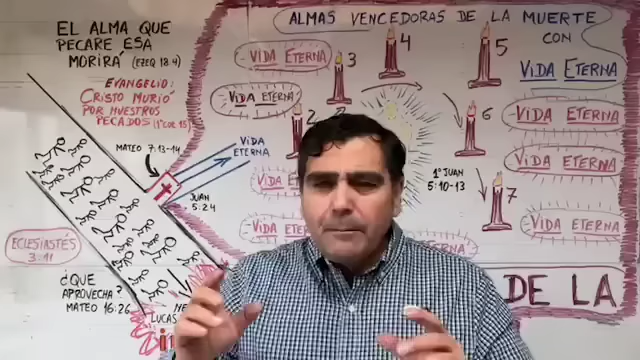 EL ALMA QUE
PECARE ESA
MORIRÁ (EZEQ 18:4)
EVANGELIO:
CRISTO MURIÓ
POR NUESTROS
PECADOS (1ª COR 15)
MATEO 7:13-14
VIDA
ETERNA
JUAN
5:24
ECLESIASTÉS
3:11
¿QUE
APROVECHA?
MATEO 16:26
LUCAS
ALMAS VENCEDORAS DE LA MUERTE
CON
VIDA ETERNA
VIDA ETERNA
VIDA ETERNA
VIDA ETERNA
VIDA ETERNA
VIDA ETERNA
VIDA ETERNA
2
3
4
5
6
7
1ª JUAN
5:10-13
DE LA